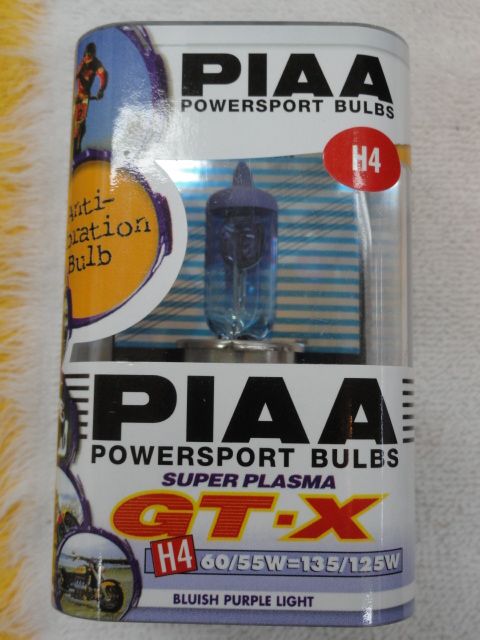 PIAA
POWERSPORT BULBS
H4
Anti-
bration
Bulb
PIAA
POWERSPORT BULBS
SUPER PLASMA
GT-X
H4 60/55W=135/125W
BLUISH PURPLE LIGHT